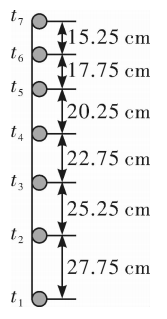 t₇
15.25 cm
t₆
17.75 cm
t₅
20.25 cm
t₄
22.75 cm
t₃
25.25 cm
t₂
27.75 cm
t₁